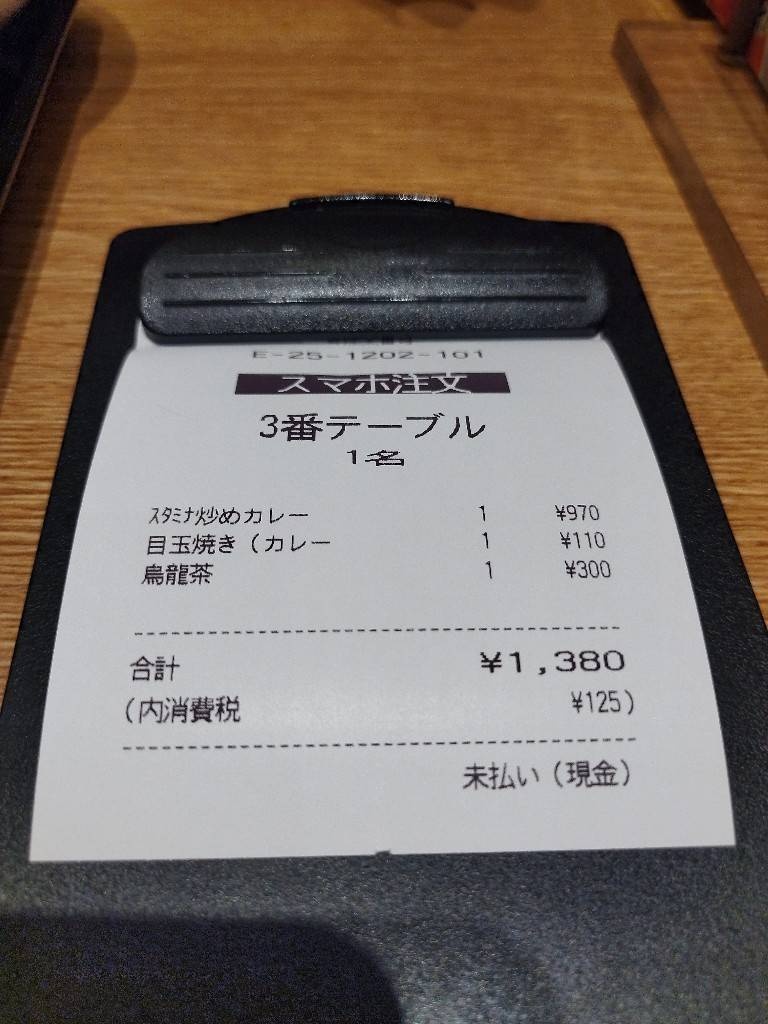 E-25-1202-101
スマホ注文
3番テーブル
1名
ｽﾀﾐﾅ炒めカレー 1 ¥970
目玉焼き（カレー 1 ¥110
烏龍茶 1 ¥300
合計 ¥1,380
(内消費税 ¥125)
未払い（現金）